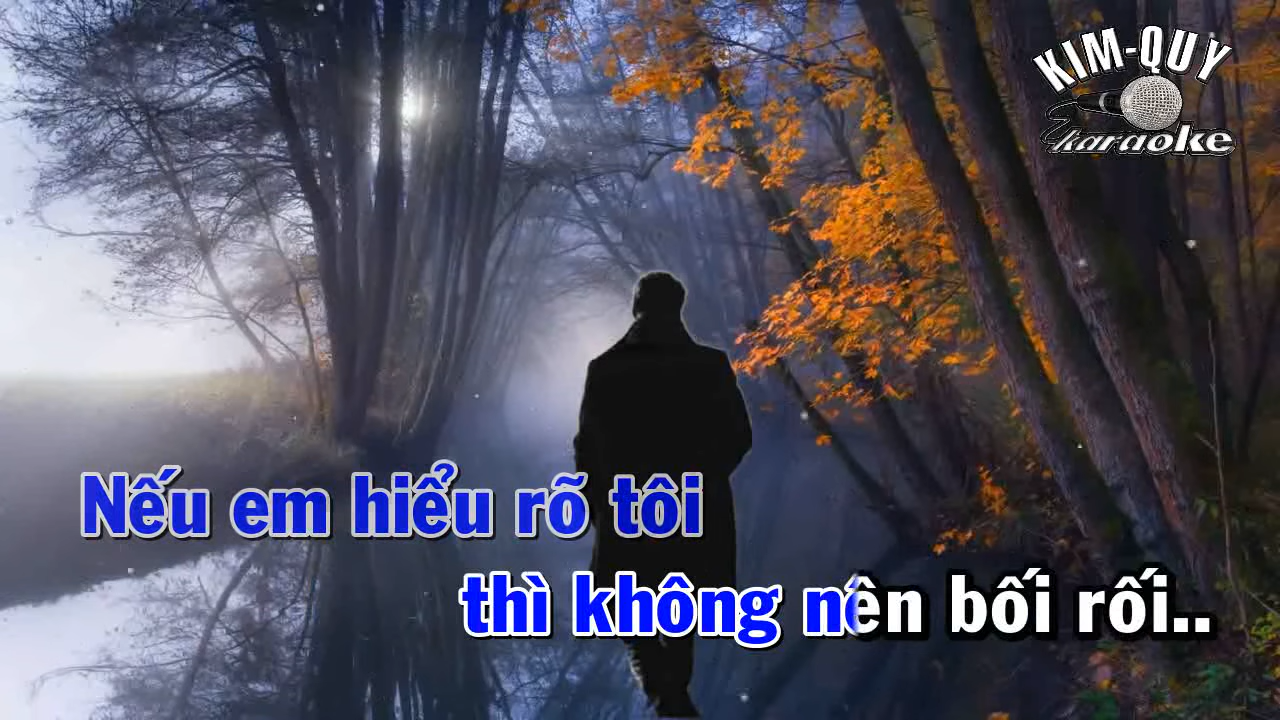 KIM-QUY
karaoke
Nếu em hiểu rõ tôi
thì không nên bối rối..